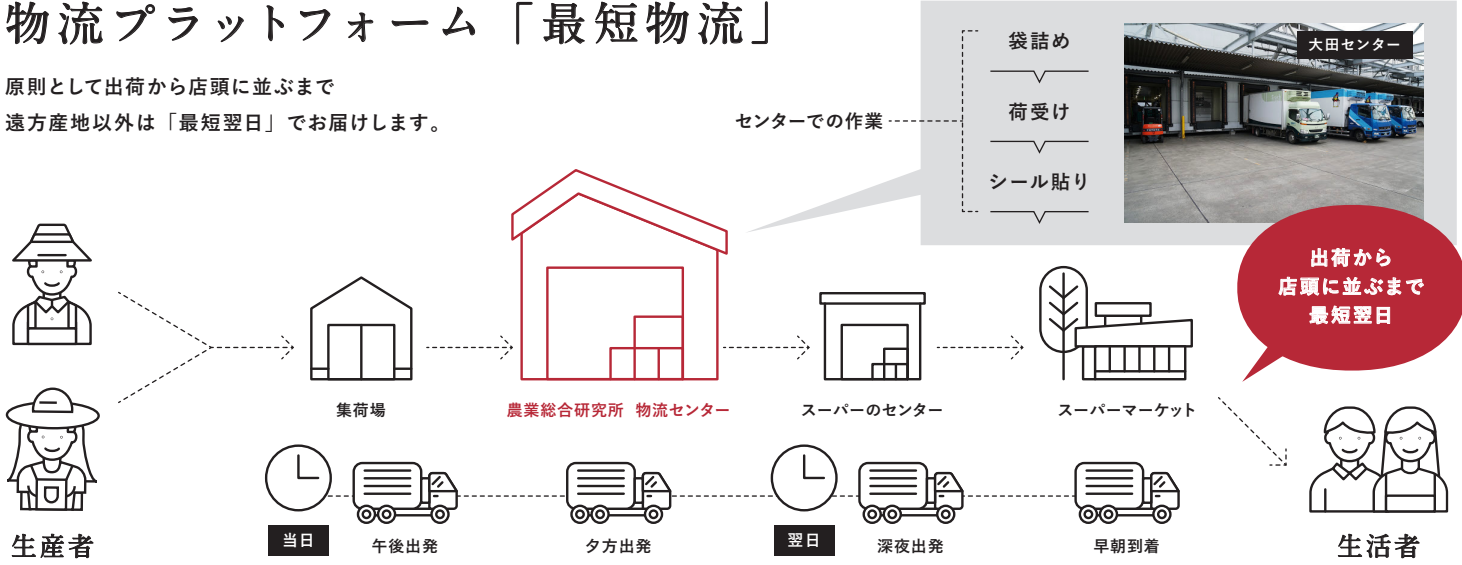 物流プラットフォーム「最短物流」
原則として出荷から店頭に並ぶまで
遠方産地以外は「最短翌日」でお届けします。
センターでの作業
袋詰め
荷受け
シール貼り
大田センター
出荷から
店頭に並ぶまで
最短翌日
集荷場
農業総合研究所 物流センター
スーパーのセンター
スーパーマーケット
当日
午後出発
夕方出発
翌日
深夜出発
早朝到着
生産者
生活者